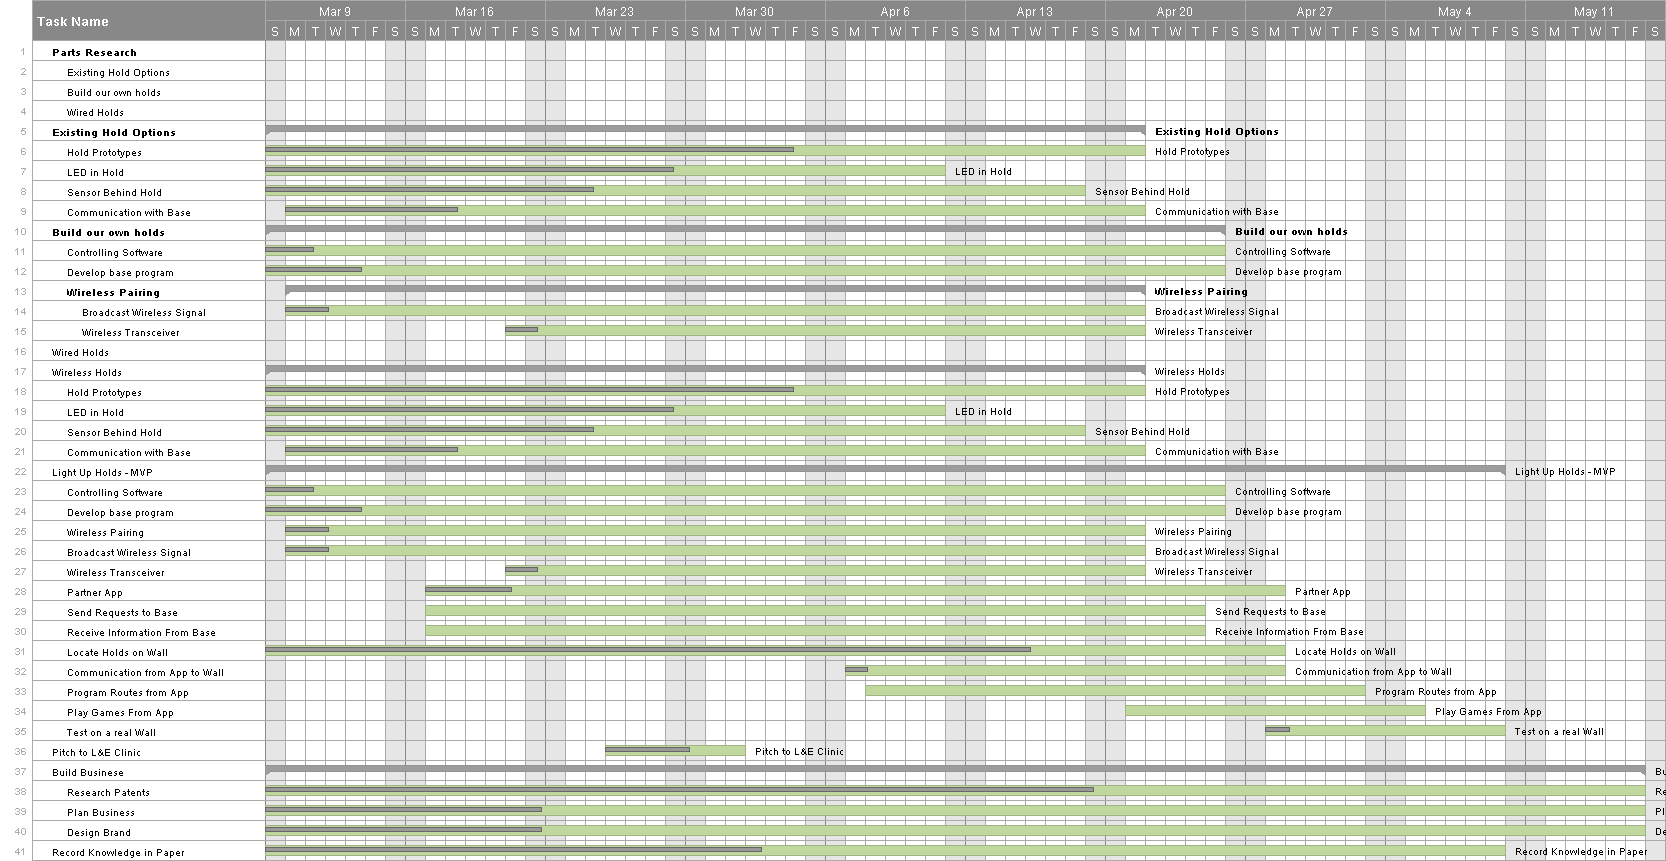 Task Name
Mar 9 Mar 16 Mar 23 Mar 30 Apr 6 Apr 13 Apr 20 Apr 27 May 4 May 11
S M T W T F S S M T W T F S S M T W T F S S M T W T F S S M T W T F S S M T W T F S S M T W T F S S M T W T F S S M T W T F S S M T W T F S
1 Parts Research
2 Existing Hold Options
3 Build our own holds
4 Wired Holds
5 Existing Hold Options Existing Hold Options
6 Hold Prototypes Hold Prototypes
7 LED in Hold LED in Hold
8 Sensor Behind Hold Sensor Behind Hold
9 Communication with Base Communication with Base
10 Build our own holds Build our own holds
11 Controlling Software Controlling Software
12 Develop base program Develop base program
13 Wireless Pairing Wireless Pairing
14 Broadcast Wireless Signal Broadcast Wireless Signal
15 Wireless Transceiver Wireless Transceiver
16 Wired Holds
17 Wireless Holds Wireless Holds
18 Hold Prototypes Hold Prototypes
19 LED in Hold LED in Hold
20 Sensor Behind Hold Sensor Behind Hold
21 Communication with Base Communication with Base
22 Light Up Holds - MVP Light Up Holds - MVP
23 Controlling Software Controlling Software
24 Develop base program Develop base program
25 Wireless Pairing Wireless Pairing
26 Broadcast Wireless Signal Broadcast Wireless Signal
27 Wireless Transceiver Wireless Transceiver
28 Partner App Partner App
29 Send Requests to Base Send Requests to Base
30 Receive Information From Base Receive Information From Base
31 Locate Holds on Wall Locate Holds on Wall
32 Communication from App to Wall Communication from App to Wall
33 Program Routes from App Program Routes from App
34 Play Games From App Play Games From App
35 Test on a real Wall Test on a real Wall
36 Pitch to L&E Clinic Pitch to L&E Clinic
37 Build Businese Bu
38 Research Patents Re
39 Plan Business Pl
40 Design Brand De
41 Record Knowledge in Paper Record Knowledge in Paper